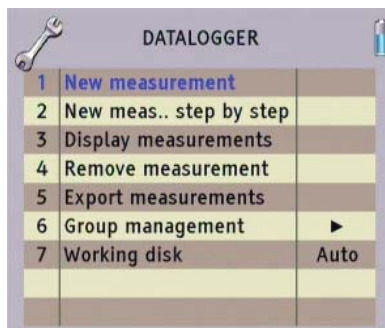 DATALOGGER
1 New measurement
2 New meas.. step by step
3 Display measurements
4 Remove measurement
5 Export measurements
6 Group management ►
7 Working disk Auto